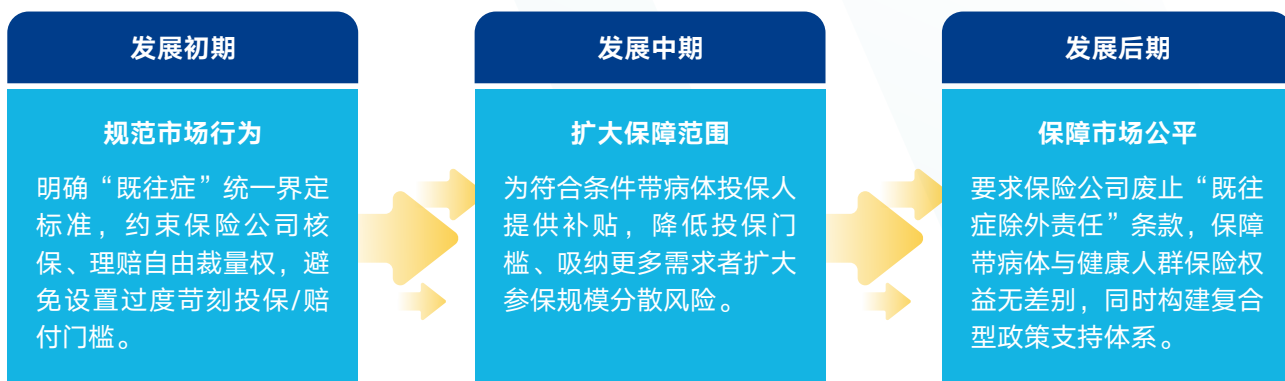 发展初期
规范市场行为
明确“既往症”统一界定
标准，约束保险公司核
保、理赔自由裁量权，避
免设置过度苛刻投保/赔
付门槛。
发展中期
扩大保障范围
为符合条件带病体投保人
提供补贴，降低投保门
槛、吸纳更多需求者扩大
参保规模分散风险。
发展后期
保障市场公平
要求保险公司废止“既往
症除外责任”条款，保障
带病体与健康人群保险权
益无差别，同时构建复合
型政策支持体系。